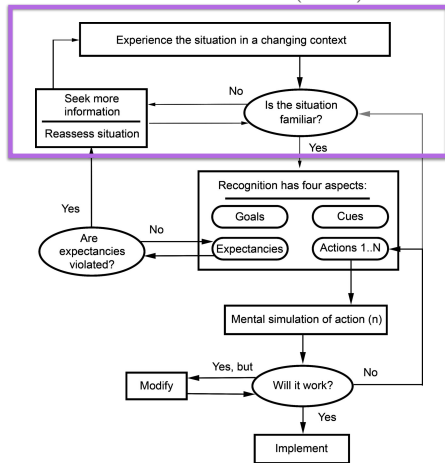 Experience the situation in a changing context
No
Seek more
information
Reassess situation
Is the situation
familiar?
Yes
Recognition has four aspects:
Goals
Cues
Expectancies
Actions 1..N
Yes
No
Are
expectancies
violated?
Mental simulation of action (n)
Yes, but
No
Modify
Will it work?
Yes
Implement